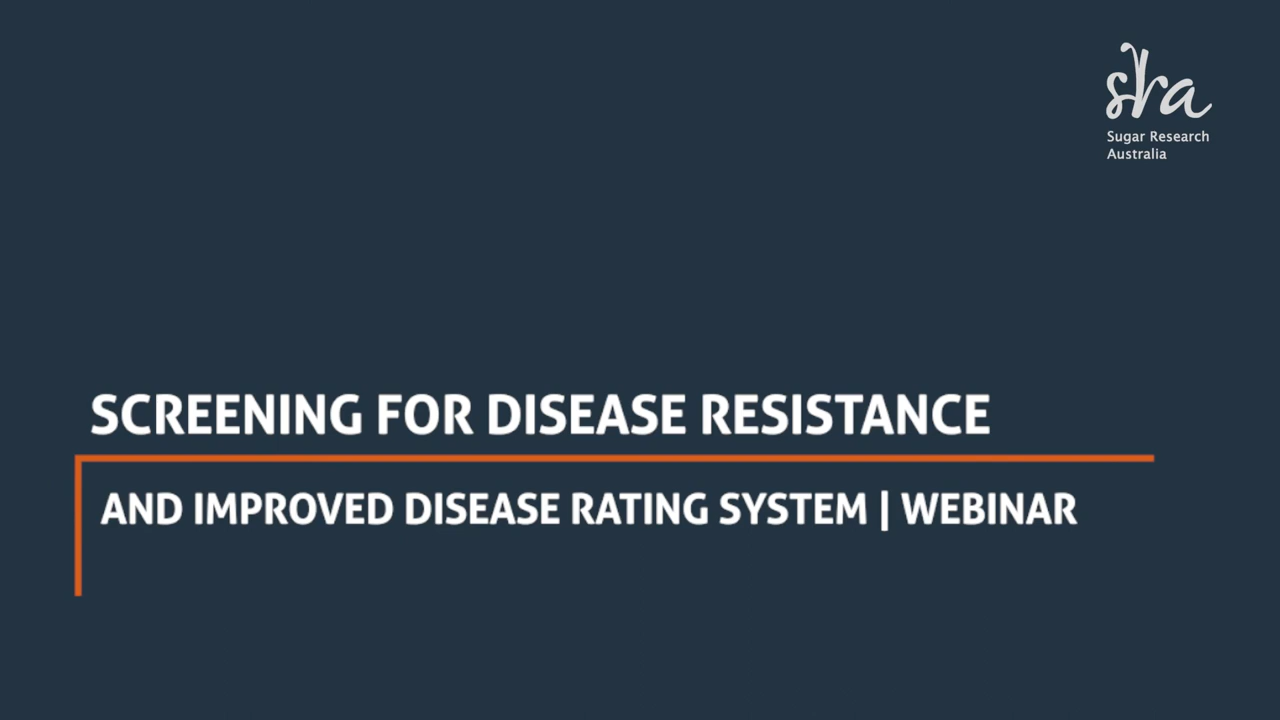 sra
Sugar Research
Australia
SCREENING FOR DISEASE RESISTANCE
AND IMPROVED DISEASE RATING SYSTEM | WEBINAR